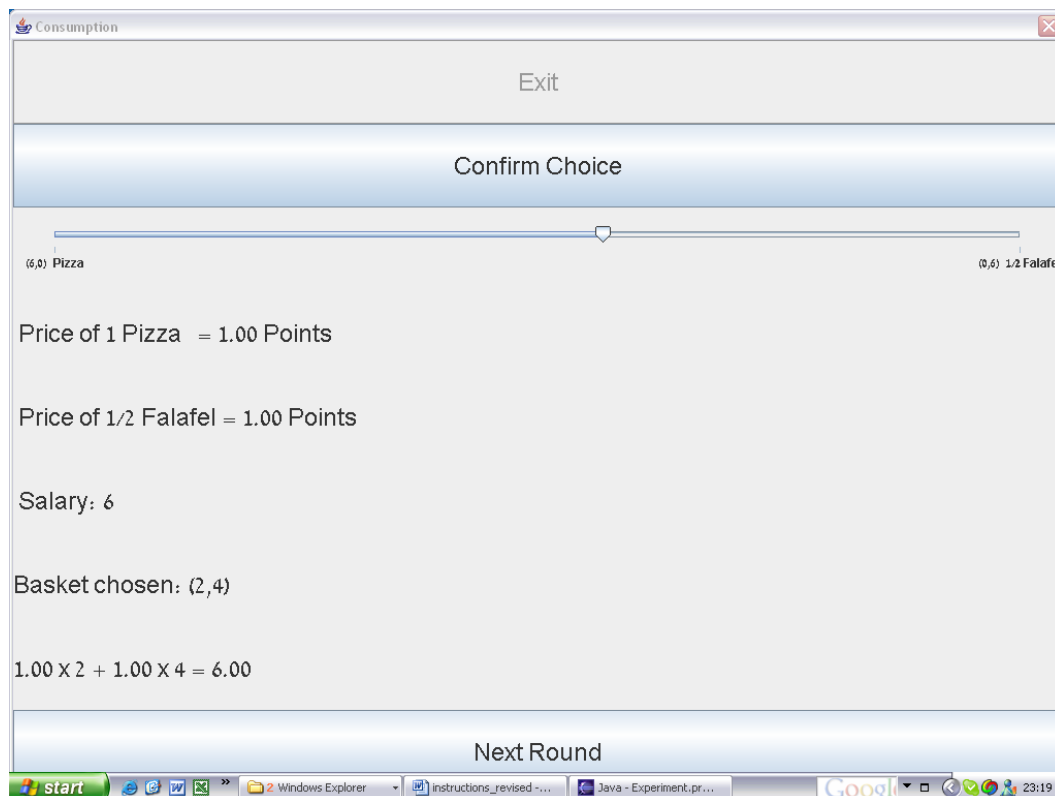 Consumption
Exit
Confirm Choice
(6,0) Pizza
(0,6) 1/2 Falafe
Price of 1 Pizza = 1.00 Points
Price of 1/2 Falafel = 1.00 Points
Salary: 6
Basket chosen: (2,4)
1.00 X 2 + 1.00 X 4 = 6.00
Next Round
start
2 Windows Explorer
instructions_revised -...
Java - Experiment.pr...
Google
23:19